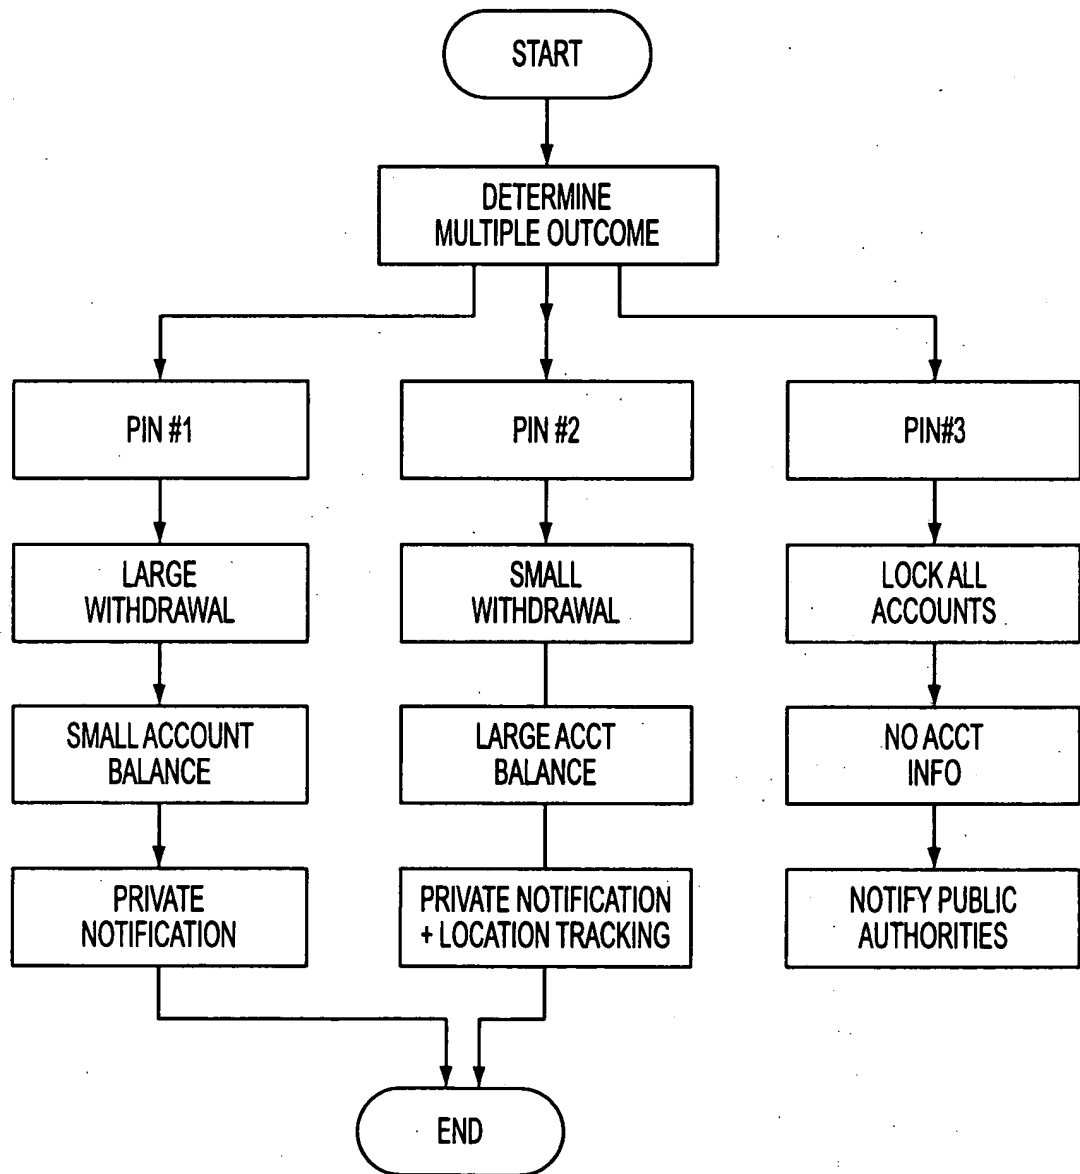 START
DETERMINE
MULTIPLE OUTCOME
PIN #1
PIN #2
PIN#3
LARGE
WITHDRAWAL
SMALL
WITHDRAWAL
LOCK ALL
ACCOUNTS
SMALL ACCOUNT
BALANCE
LARGE ACCT
BALANCE
NO ACCT
INFO
PRIVATE
NOTIFICATION
PRIVATE NOTIFICATION
+ LOCATION TRACKING
NOTIFY PUBLIC
AUTHORITIES
END